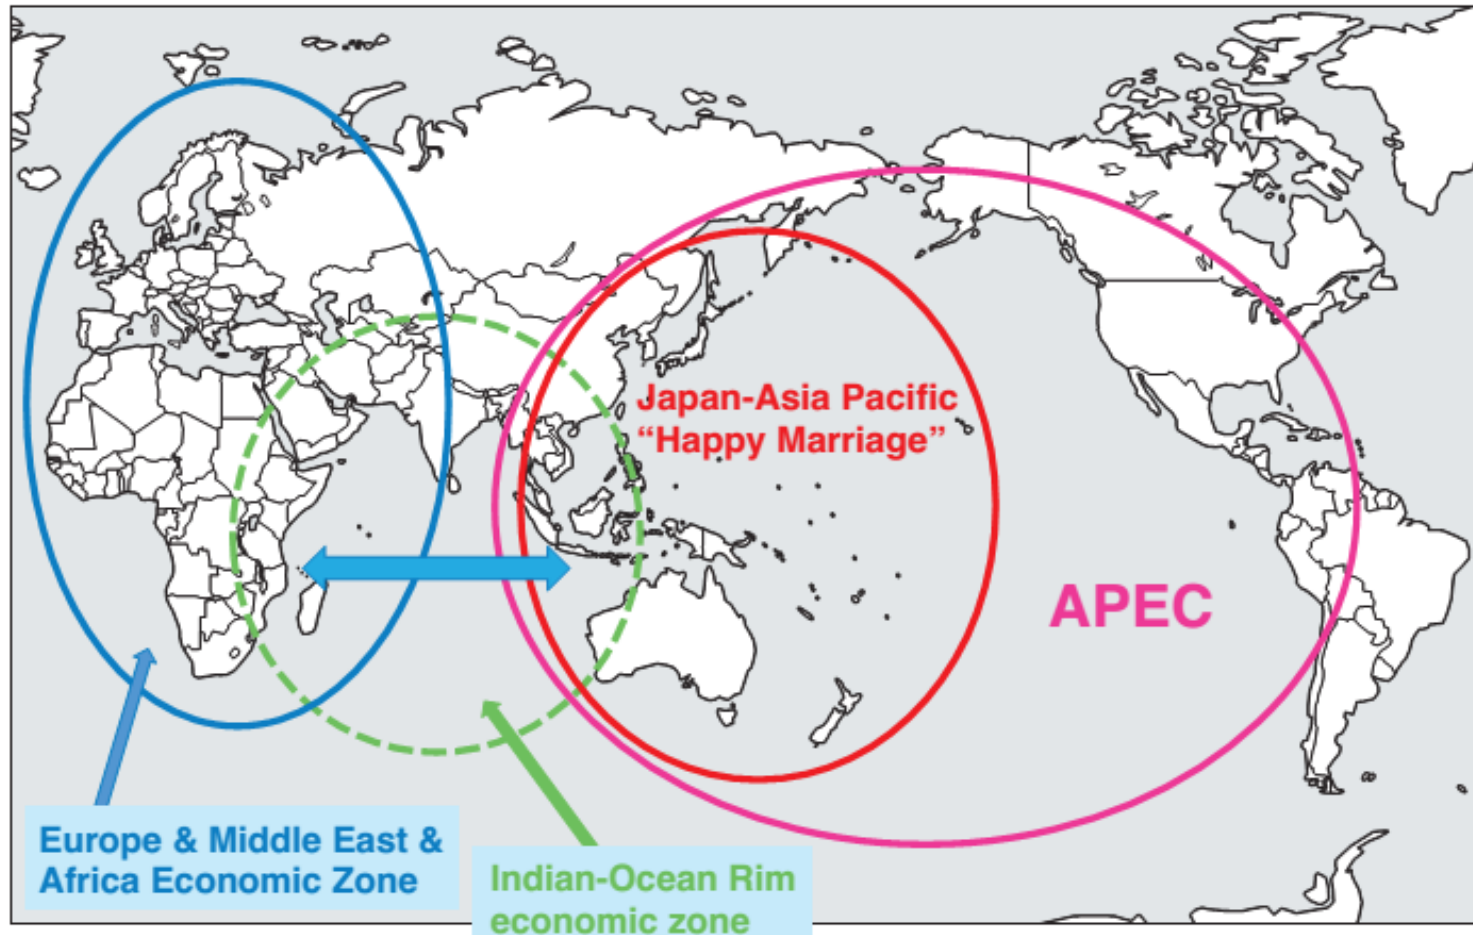 Japan-Asia Pacific
“Happy Marriage”
APEC
Europe & Middle East &
Africa Economic Zone
Indian-Ocean Rim
economic zone